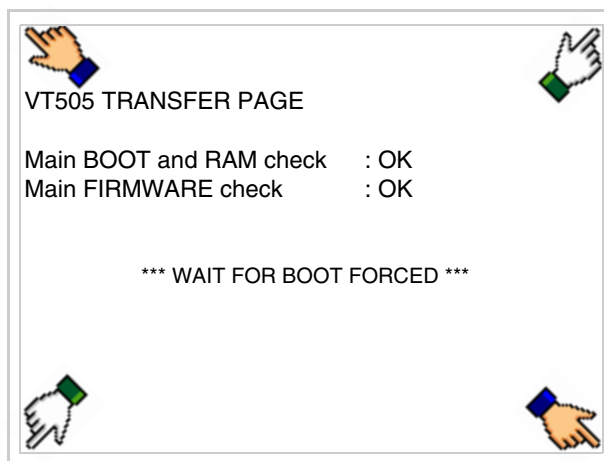 VT505 TRANSFER PAGE
Main BOOT and RAM check : OK
Main FIRMWARE check : OK
*** WAIT FOR BOOT FORCED ***